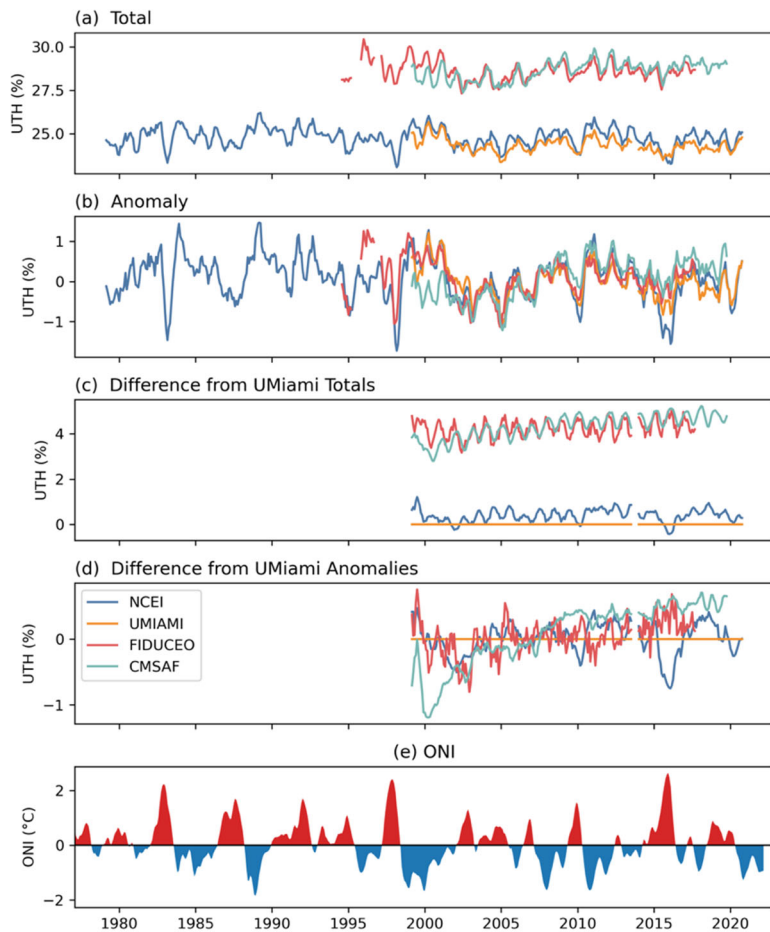 (a) Total
UTH (%)
30.0
27.5
25.0
(b) Anomaly
UTH (%)
1
0
−1
(c) Difference from UMiami Totals
UTH (%)
4
2
0
(d) Difference from UMiami Anomalies
UTH (%)
0
−1
NCEI
UMIAMI
FIDUCEO
CMSAF
(e) ONI
ONI (°C)
2
0
−2
1980 1985 1990 1995 2000 2005 2010 2015 2020